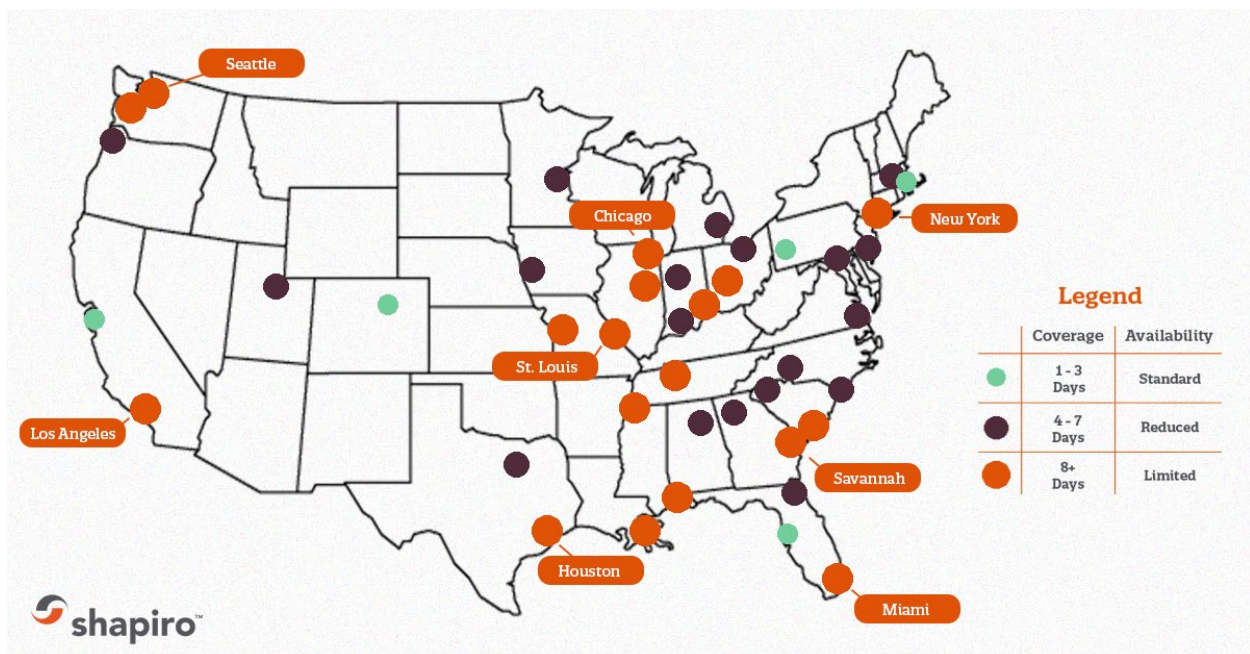 Seattle
Chicago
New York
St. Louis
Los Angeles
Savannah
Houston
Miami
Legend
Coverage Availability
1 - 3
Days
Standard
4 - 7
Days
Reduced
8+
Days
Limited
shapiro™